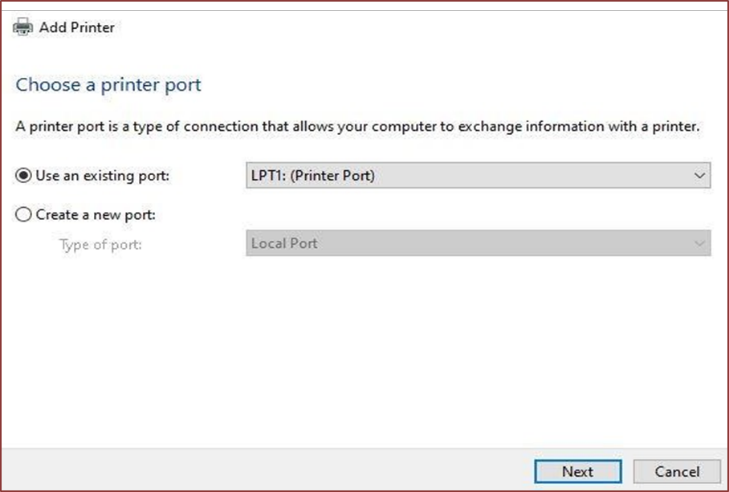 Add Printer
Choose a printer port
A printer port is a type of connection that allows your computer to exchange information with a printer.
Use an existing port: LPT1: (Printer Port)
Create a new port:
Type of port: Local Port
Next Cancel